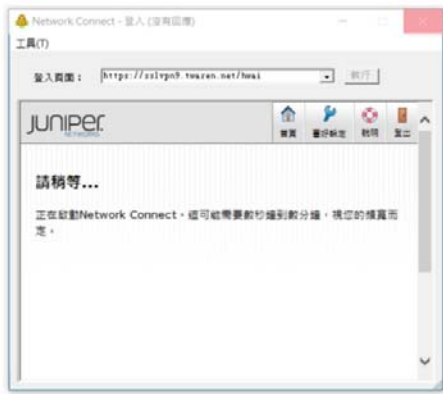 Network Connect - 登入 (沒有回應)
工具(T)
登入頁面： https://sslvpn9.twaren.net/hwai 執行
JUNIPER
NETWORKS
首頁 喜好設定 說明 登出
請稍等...
正在啟動Network Connect。這可能需要數秒鐘到數分鐘，視您的頻寬而
定。